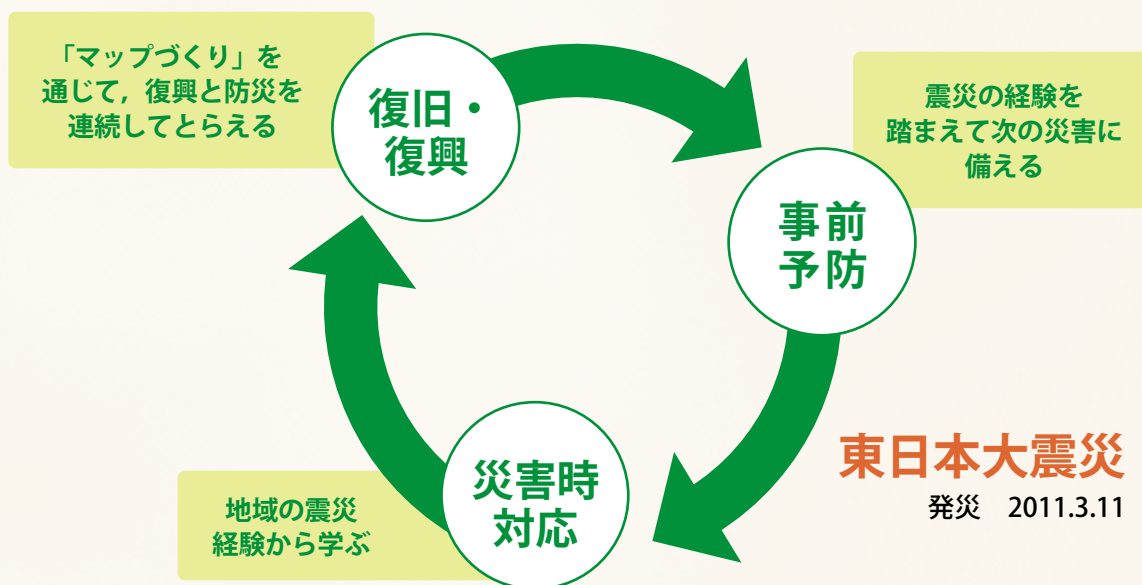 「マップづくり」を
通じて，復興と防災を
連続してとらえる
復旧・
復興
震災の経験を
踏まえて次の災害に
備える
事前
予防
災害時
対応
地域の震災
経験から学ぶ
東日本大震災
発災　2011.3.11